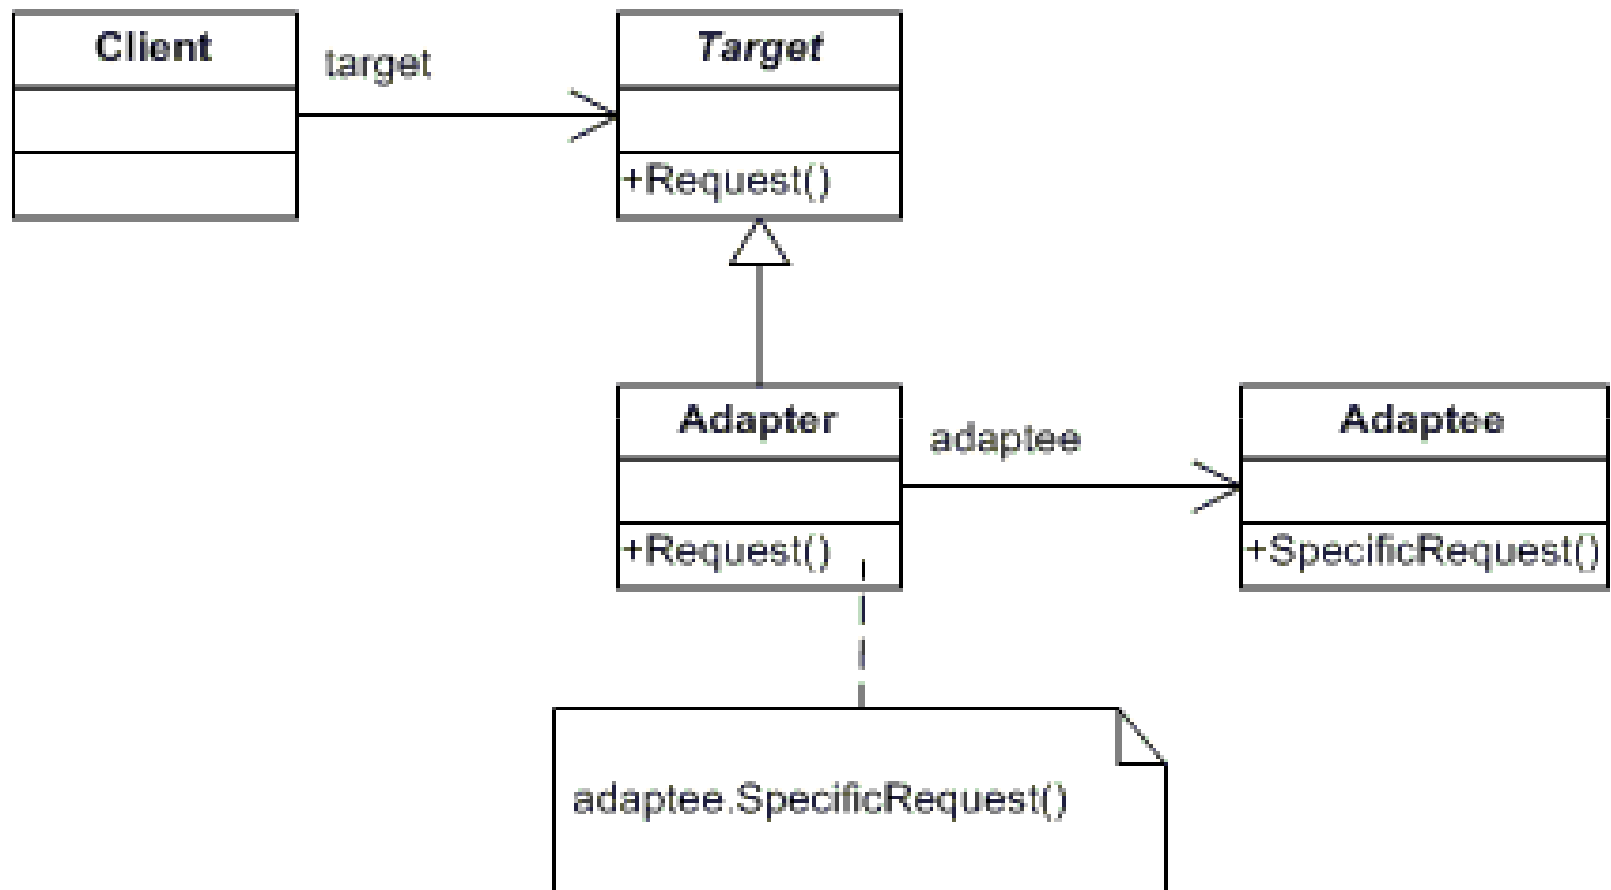 Client
target
Target
+Request()
Adapter
adaptee
Adaptee
+Request()
+SpecificRequest()
adaptee.SpecificRequest()